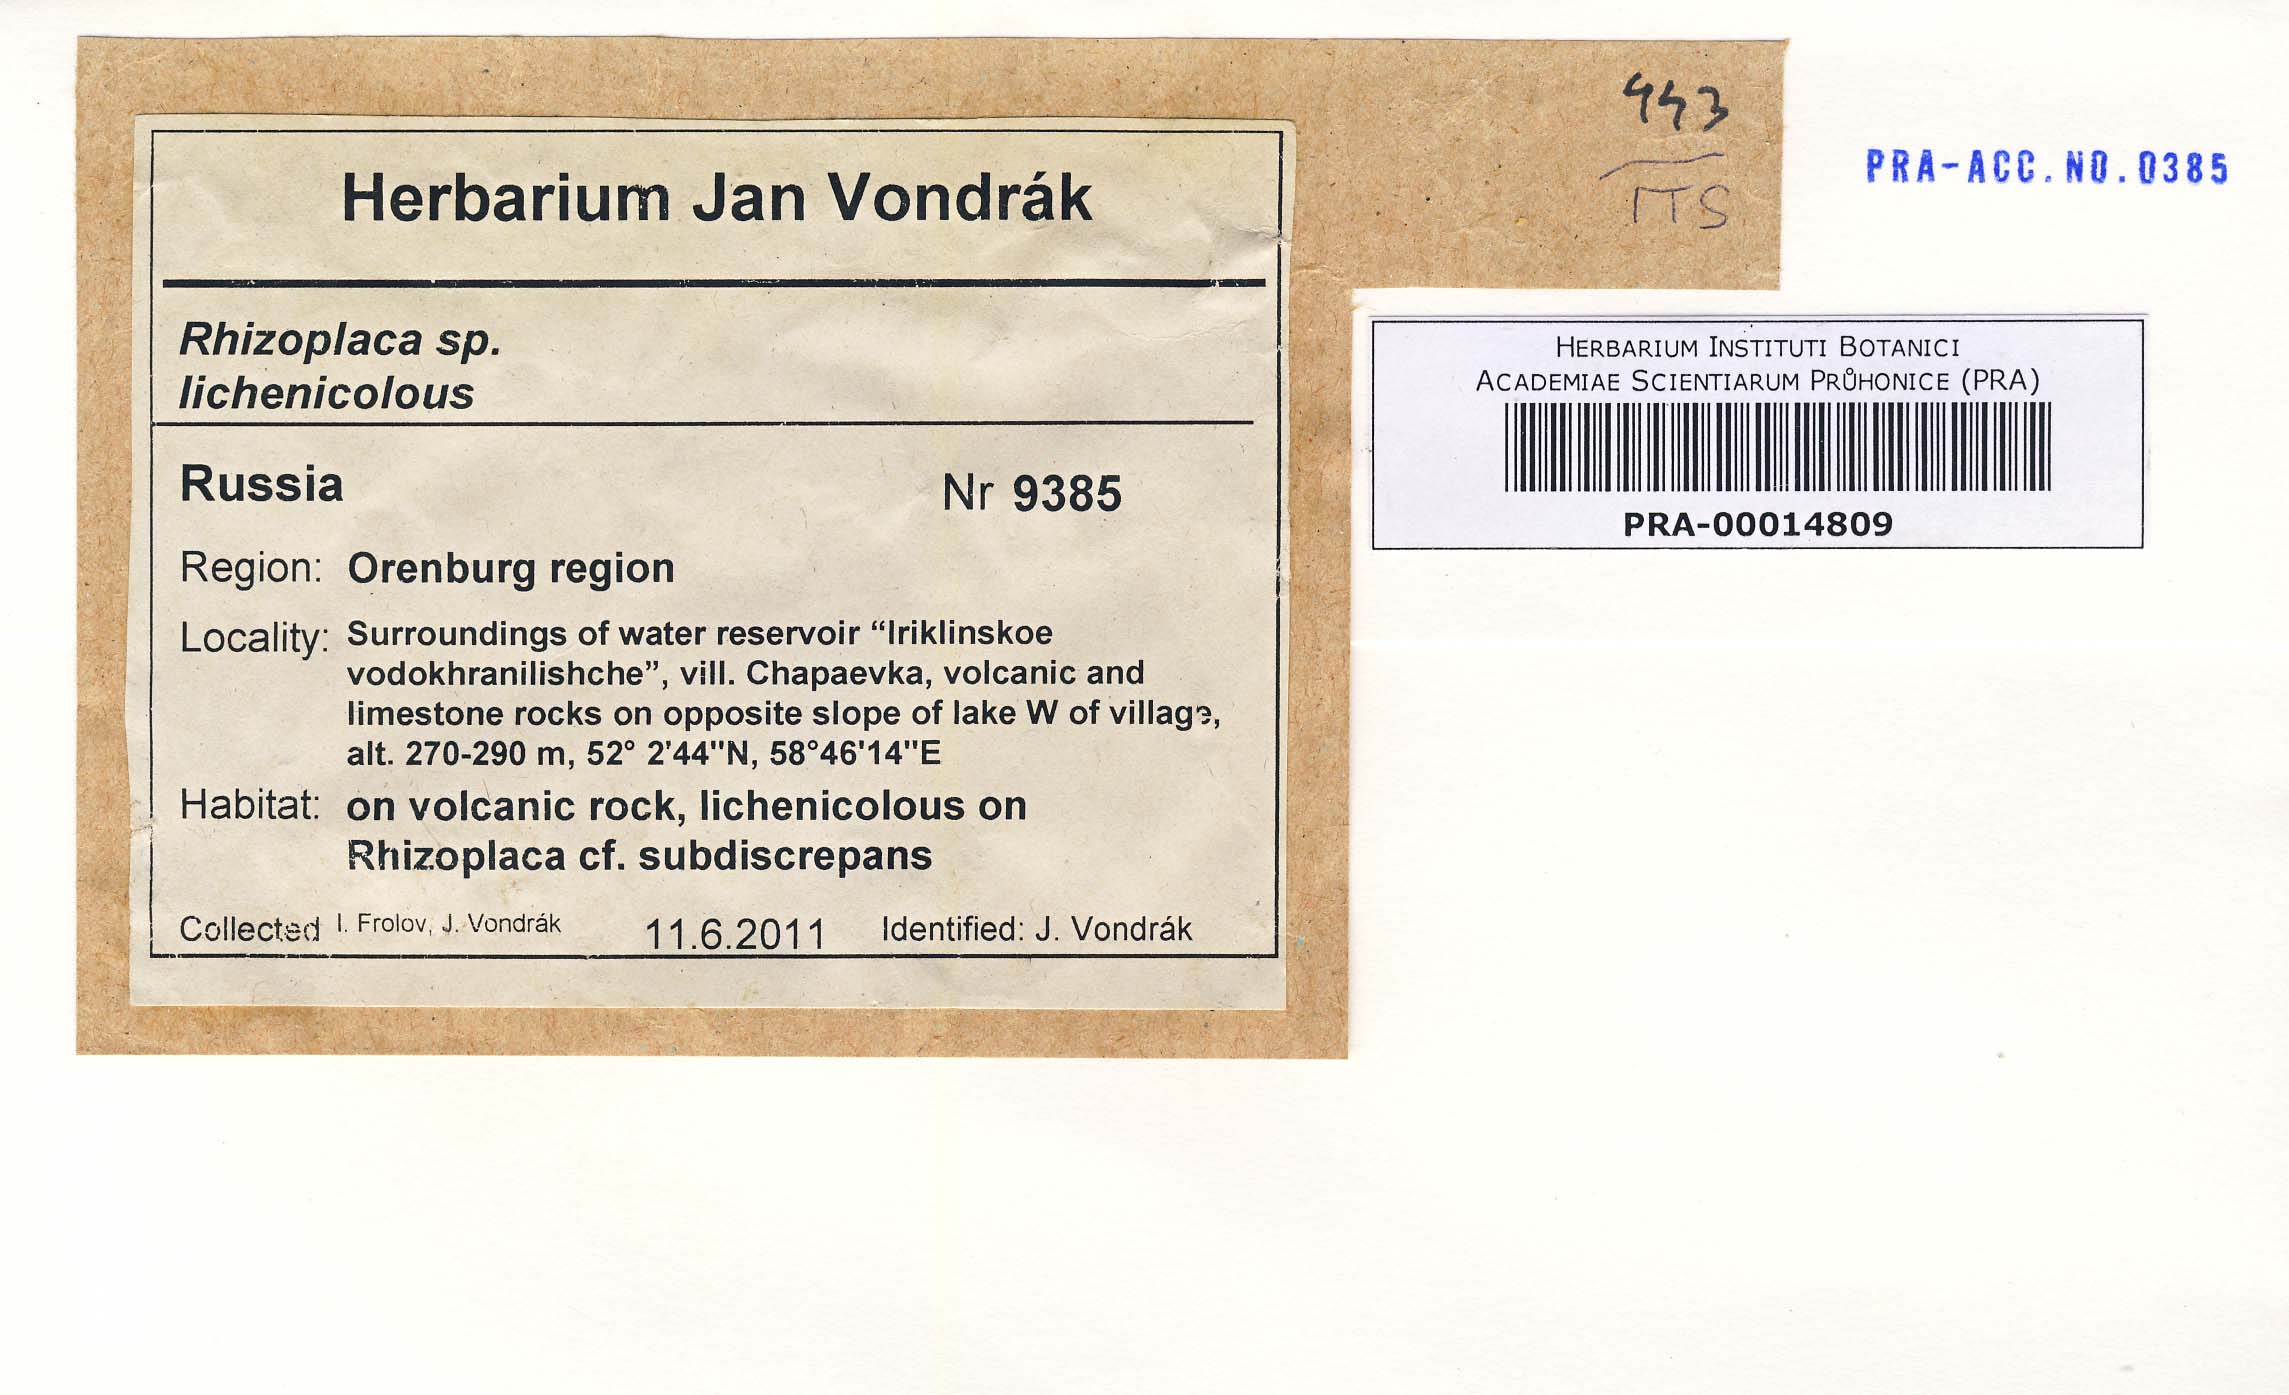 Herbarium Jan Vondrák
Rhizoplaca sp.
lichenicolous
Russia
Nr 9385
Region: Orenburg region
Locality: Surroundings of water reservoir “Iriklinskoe
vodokhranilishche”, vill. Chapaevka, volcanic and
limestone rocks on opposite slope of lake W of village,
alt. 270-290 m, 52° 2'44"N, 58°46'14"E
Habitat: on volcanic rock, lichenicolous on
Rhizoplaca cf. subdiscrepans
Collected I. Frolov, J. Vondrák 11.6.2011 Identified: J. Vondrák
443
ITS
PRA-ACC. NO. 0385
HERBARIUM INSTITUTI BOTANICI
ACADEMIAE SCIENTIARUM PRŮHONICE (PRA)
PRA-00014809